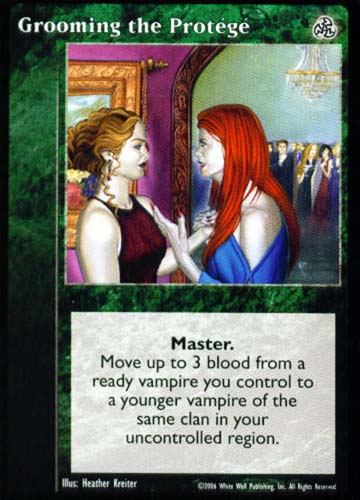 Grooming the Protégé
Master.
Move up to 3 blood from a
ready vampire you control to
a younger vampire of the
same clan in your
uncontrolled region.
Illus: Heather Kreiter
©2006 White Wolf Publishing, Inc. All Rights Reserved